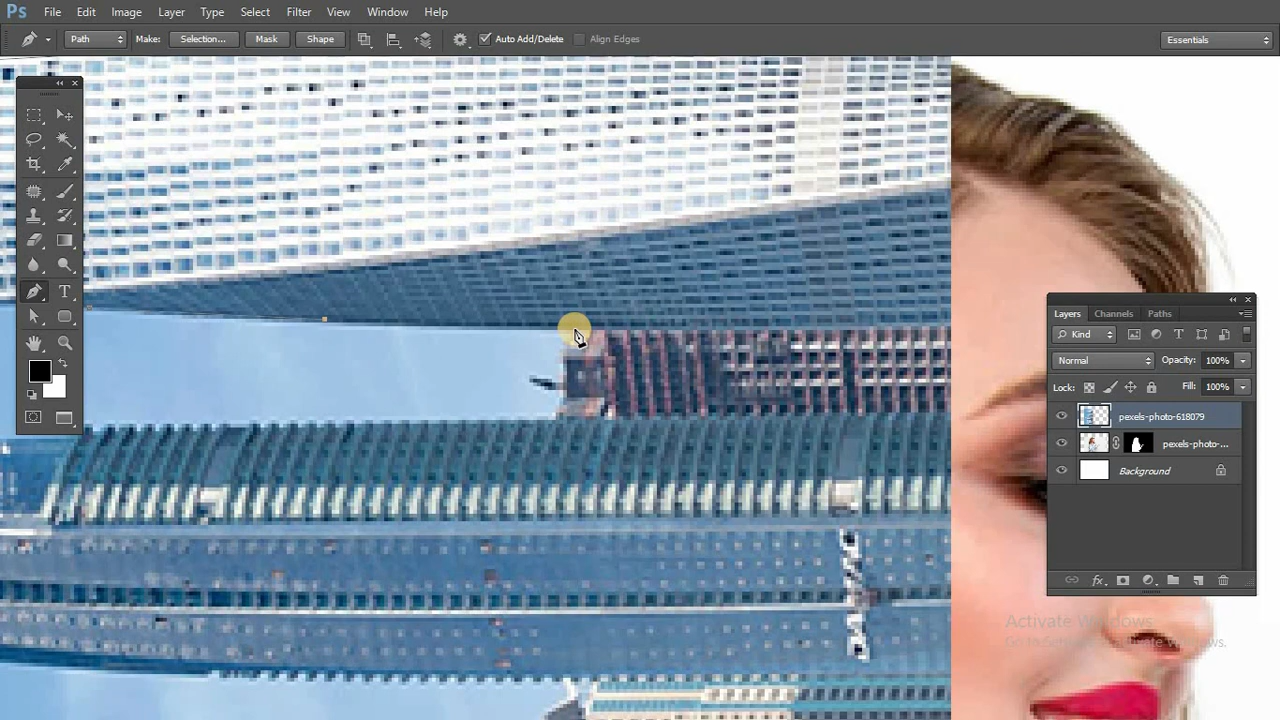 Ps File Edit Image Layer Type Select Filter View Window Help
Path Make: Selection... Mask Shape Auto Add/Delete Align Edges Essentials
Layers Channels Paths
Kind
Normal Opacity: 100%
Lock: Fill: 100%
pexels-photo-618079
pexels-photo-...
Background
Activate Windows